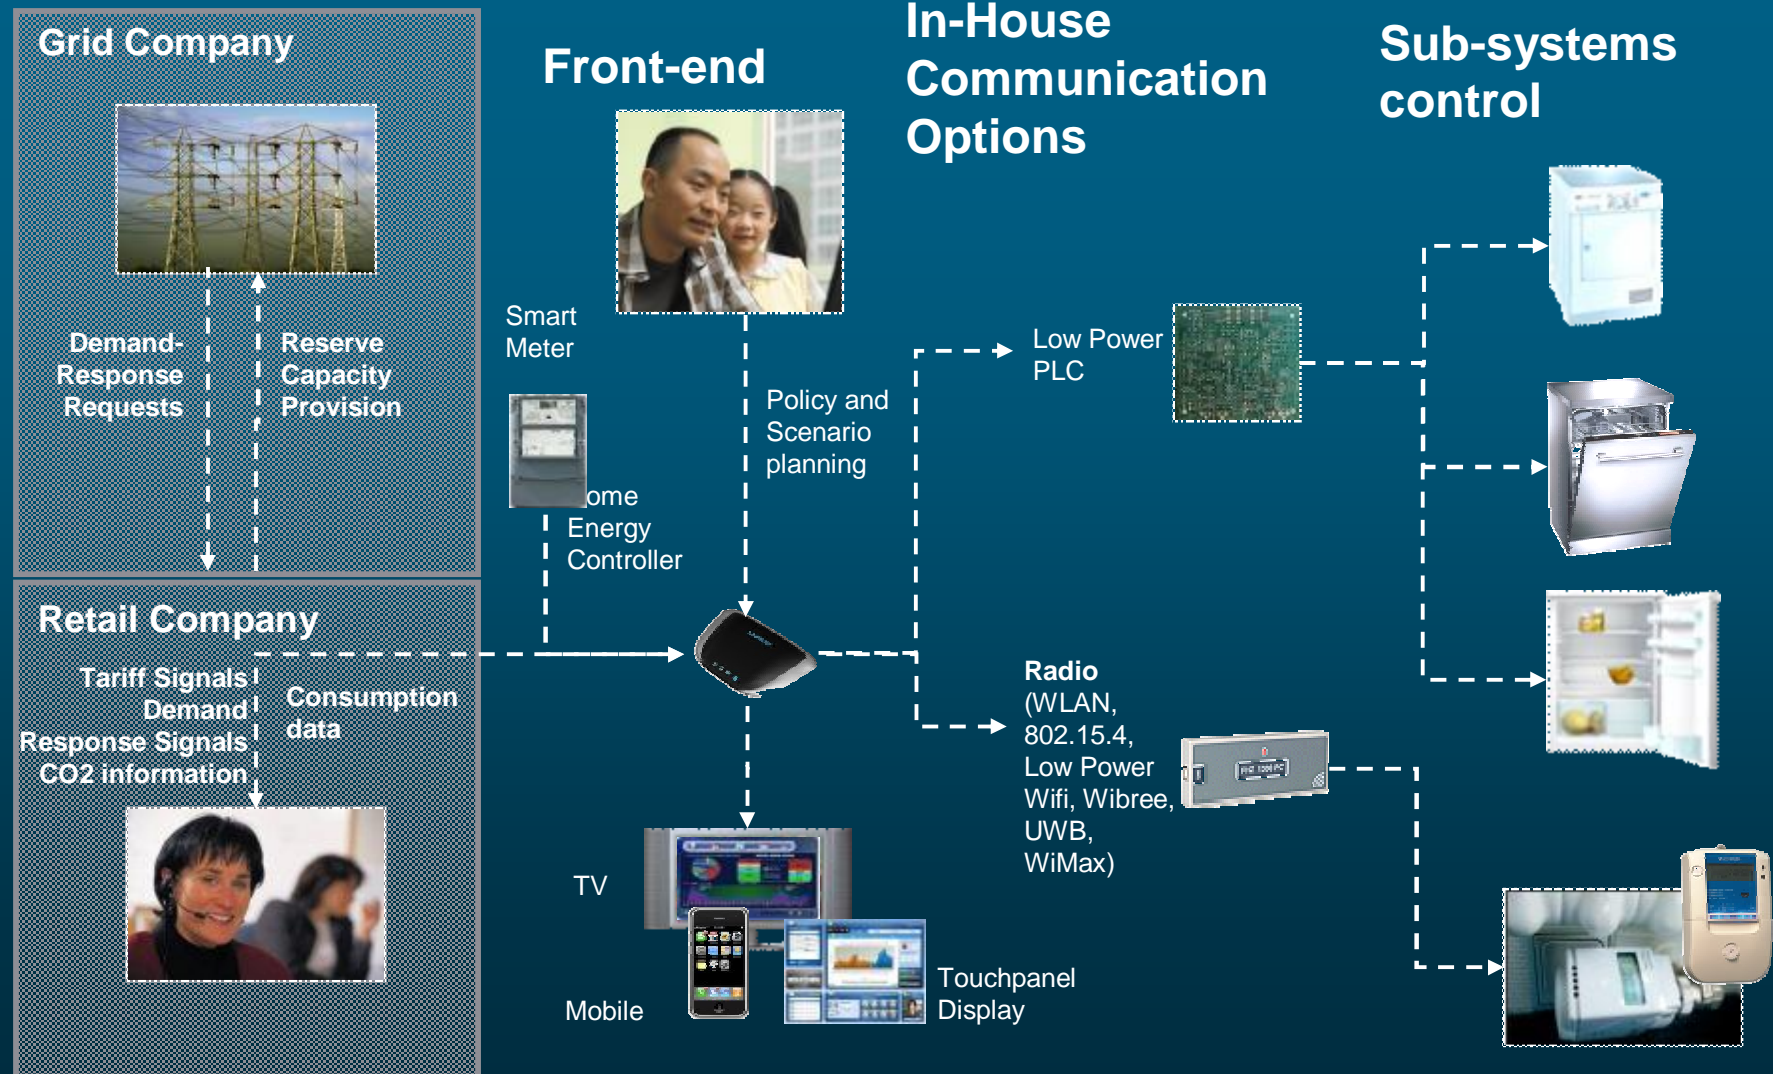 Grid Company
Demand-
Response
Requests
Reserve
Capacity
Provision
Retail Company
Tariff Signals
Demand
Response Signals
CO2 information
Consumption
data
Front-end
Smart
Meter
ome
Energy
Controller
Policy and
Scenario
planning
TV
Mobile
Touchpanel
Display
In-House
Communication
Options
Low Power
PLC
Radio
(WLAN,
802.15.4,
Low Power
Wifi, Wibree,
UWB,
WiMax)
Sub-systems
control